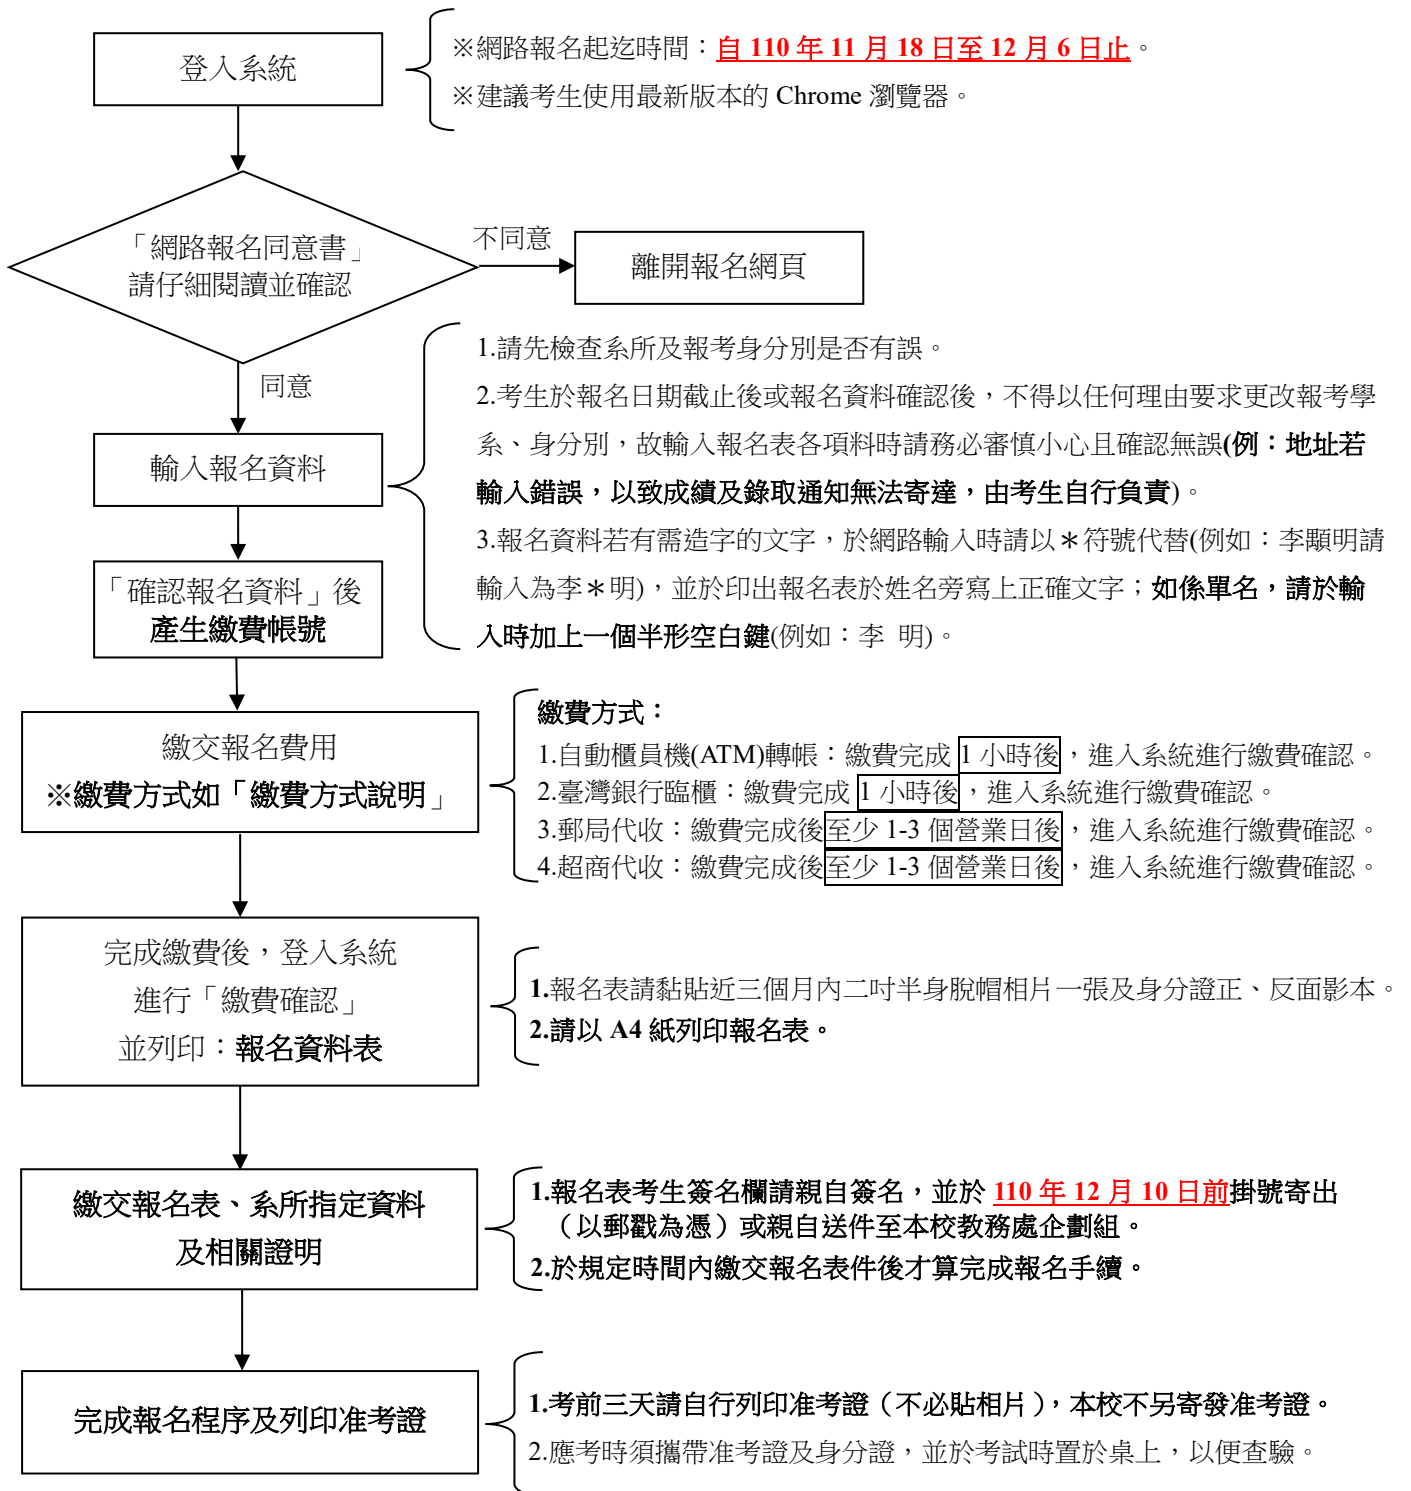 登入系統
※網路報名起迄時間：自 110 年 11 月 18 日至 12 月 6 日止。
※建議考生使用最新版本的 Chrome 瀏覽器。
「網路報名同意書」
請仔細閱讀並確認
不同意
離開報名網頁
同意
輸入報名資料
1.請先檢查系所及報考身分別是否有誤。
2.考生於報名日期截止後或報名資料確認後，不得以任何理由要求更改報考學
系、身分別，故輸入報名表各項料時請務必審慎小心且確認無誤(例：地址若
輸入錯誤，以致成績及錄取通知無法寄達，由考生自行負責)。
3.報名資料若有需造字的文字，於網路輸入時請以＊符號代替(例如：李顯明請
輸入為李＊明)，並於印出報名表於姓名旁寫上正確文字；如係單名，請於輸
入時加上一個半形空白鍵(例如：李 明)。
「確認報名資料」後
產生繳費帳號
繳交報名費用
※繳費方式如「繳費方式說明」
繳費方式：
1.自動櫃員機(ATM)轉帳：繳費完成 1 小時後，進入系統進行繳費確認。
2.臺灣銀行臨櫃：繳費完成 1 小時後，進入系統進行繳費確認。
3.郵局代收：繳費完成後至少 1-3 個營業日後，進入系統進行繳費確認。
4.超商代收：繳費完成後至少 1-3 個營業日後，進入系統進行繳費確認。
完成繳費後，登入系統
進行「繳費確認」
並列印：報名資料表
1.報名表請黏貼近三個月內二吋半身脫帽相片一張及身分證正、反面影本。
2.請以 A4 紙列印報名表。
繳交報名表、系所指定資料
及相關證明
1.報名表考生簽名欄請親自簽名，並於 110 年 12 月 10 日前掛號寄出
（以郵戳為憑）或親自送件至本校教務處企劃組。
2.於規定時間內繳交報名表件後才算完成報名手續。
完成報名程序及列印准考證
1.考前三天請自行列印准考證（不必貼相片），本校不另寄發准考證。
2.應考時須攜帶准考證及身分證，並於考試時置於桌上，以便查驗。